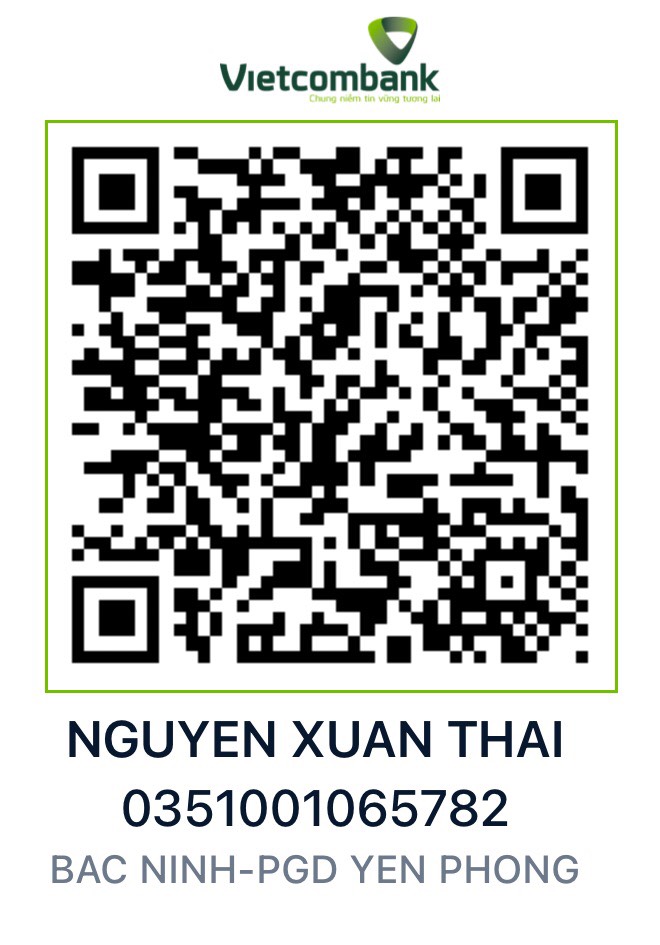 Vietcombank
Chung niềm tin vững tương lai
NGUYEN XUAN THAI
0351001065782
BAC NINH-PGD YEN PHONG